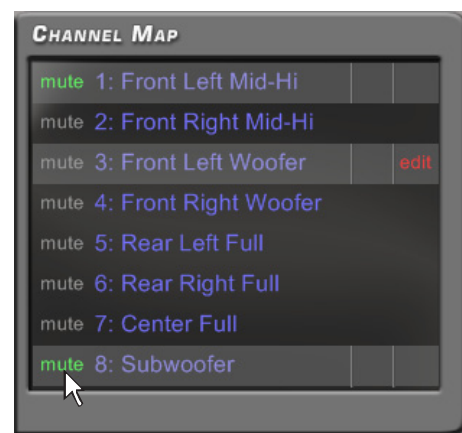 Channel Map
mute 1: Front Left Mid-Hi
mute 2: Front Right Mid-Hi
mute 3: Front Left Woofer edit
mute 4: Front Right Woofer
mute 5: Rear Left Full
mute 6: Rear Right Full
mute 7: Center Full
mute 8: Subwoofer